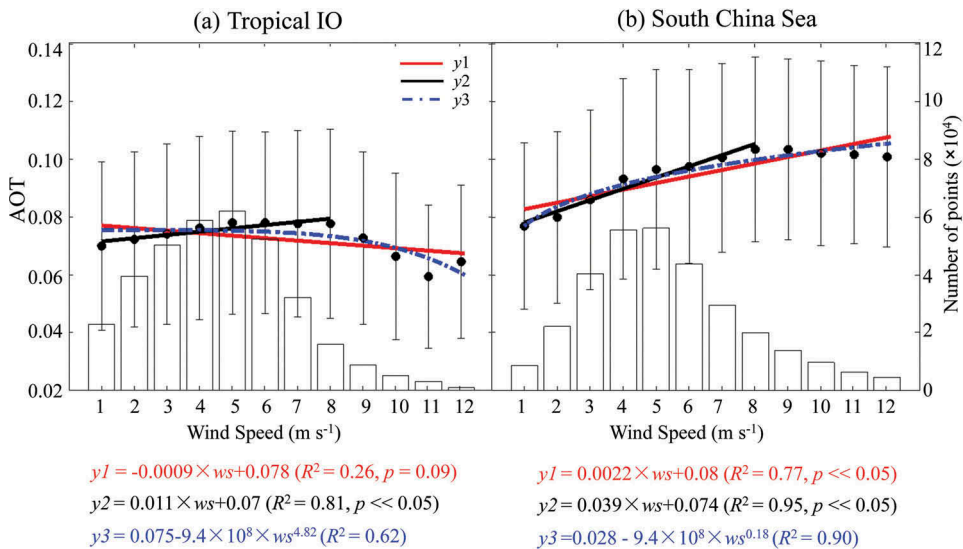 (a) Tropical IO
(b) South China Sea
0.14
0.12
0.10
0.08
0.06
0.04
0.02
AOT
y1
y2
y3
12
10
8
6
4
2
0
Number of points (×10⁴)
1 2 3 4 5 6 7 8 9 10 11 12
1 2 3 4 5 6 7 8 9 10 11 12
Wind Speed (m s⁻¹)
Wind Speed (m s⁻¹)
y1 = -0.0009×ws+0.078 (R² = 0.26, p = 0.09)
y2= 0.011×ws+0.07 (R² = 0.81, p << 0.05)
y3= 0.075-9.4×10⁸×ws⁴·⁸² (R² = 0.62)
y1= 0.0022×ws+0.08 (R² = 0.77, p << 0.05)
y2= 0.039×ws+0.074 (R² = 0.95, p << 0.05)
y3=0.028 - 9.4×10⁸×ws⁰·¹⁸ (R² = 0.90)